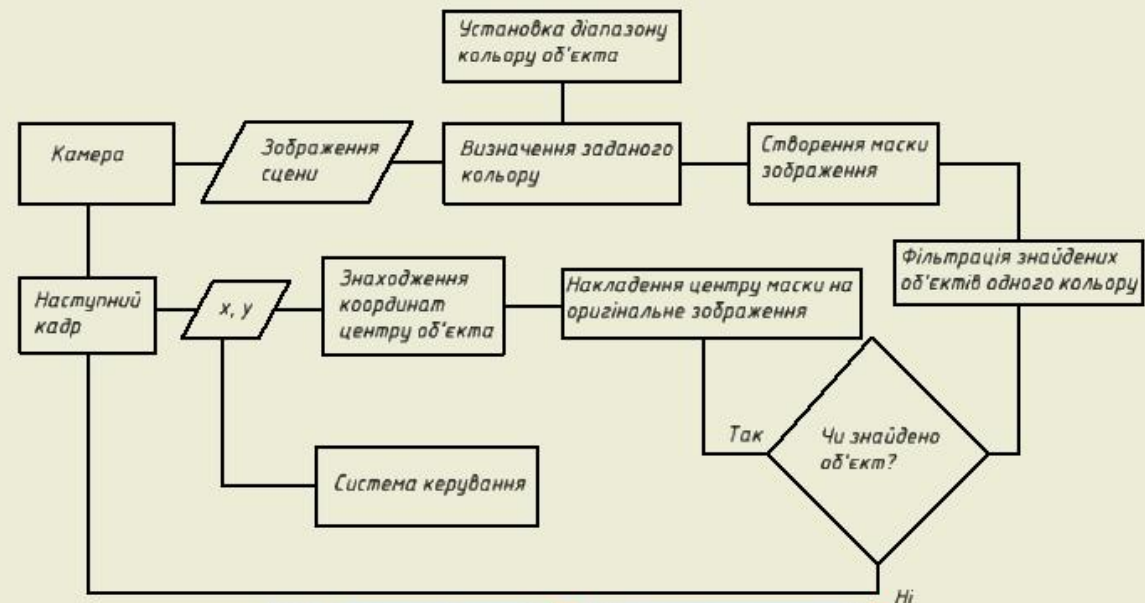 Установка діапазону
кольору об'єкта
Камера
Зображення
сцени
Визначення заданого
кольору
Створення маски
зображення
Фільтрація знайдених
об'єктів одного кольору
Наступний
кадр
x, y
Знаходження
координат
центру об'єкта
Накладення центру маски на
оригінальне зображення
Так
Чи знайдено
об'єкт?
Система керування
Ні